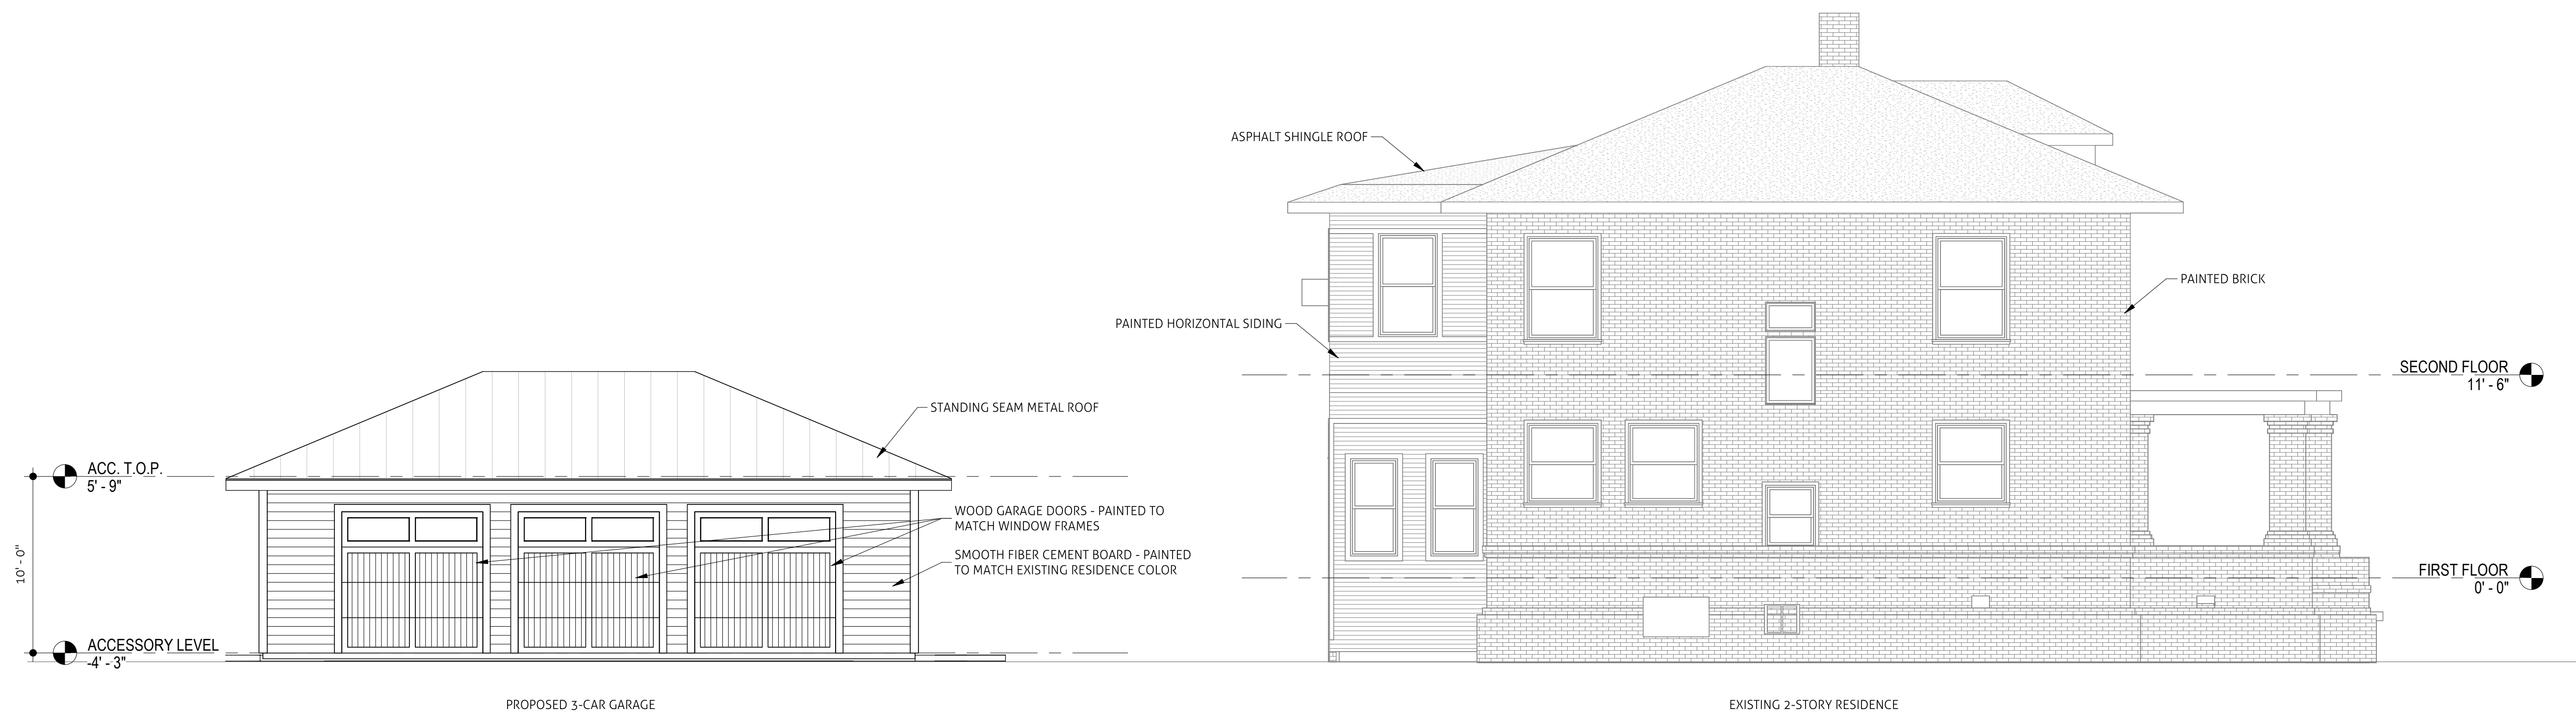 ASPHALT SHINGLE ROOF
PAINTED BRICK
PAINTED HORIZONTAL SIDING
SECOND FLOOR
11' - 6"
STANDING SEAM METAL ROOF
ACC. T.O.P.
5' - 9"
10' - 0"
WOOD GARAGE DOORS - PAINTED TO
MATCH WINDOW FRAMES
SMOOTH FIBER CEMENT BOARD - PAINTED
TO MATCH EXISTING RESIDENCE COLOR
FIRST FLOOR
0' - 0"
ACCESSORY LEVEL
-4' - 3"
PROPOSED 3-CAR GARAGE
EXISTING 2-STORY RESIDENCE